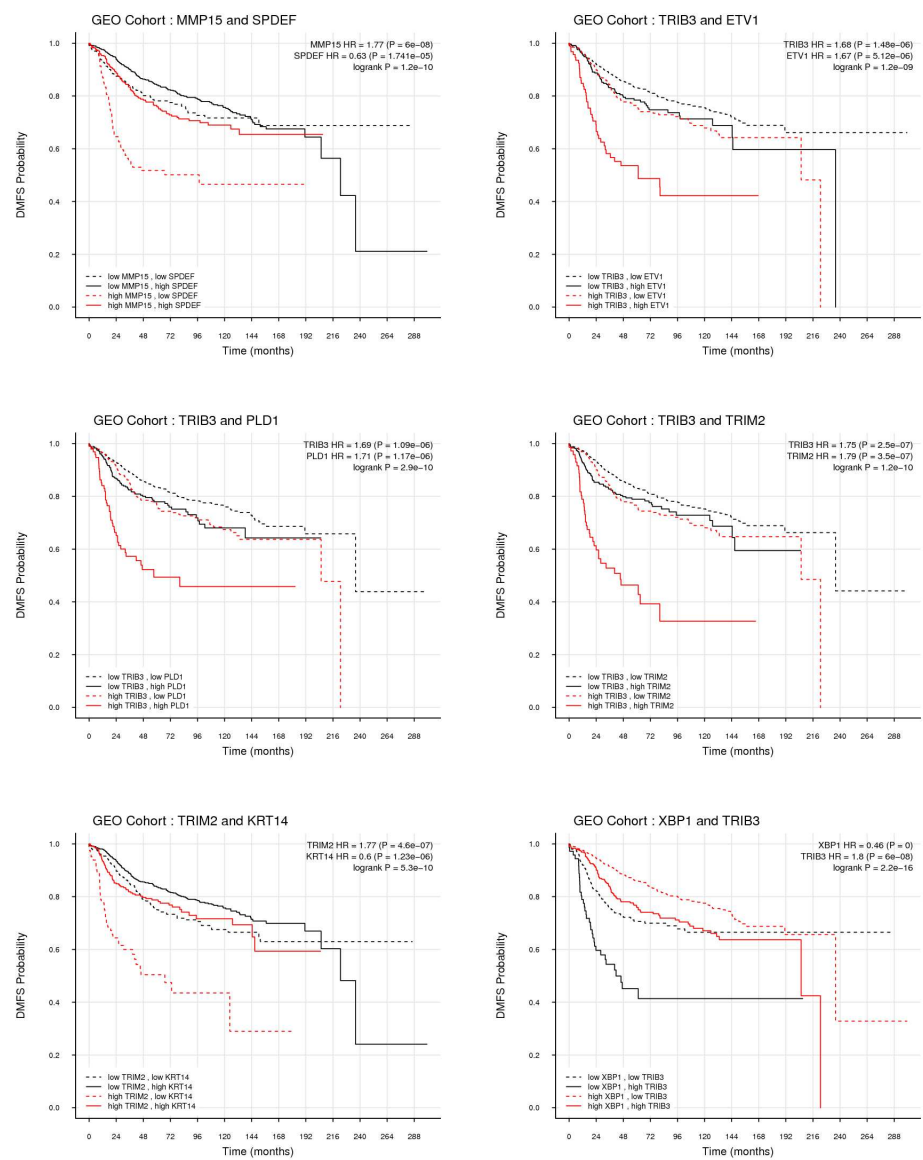 GEO Cohort : MMP15 and SPDEF
MMP15 HR = 1.77 (P = 6e−08)
SPDEF HR = 0.63 (P = 1.741e−05)
logrank P = 1.2e−10
DMFS Probability
1.0
0.8
0.6
0.4
0.2
0.0
low MMP15 , low SPDEF
low MMP15 , high SPDEF
high MMP15 , low SPDEF
high MMP15 , high SPDEF
0 24 48 72 96 122 144 168 192 216 240 264 288
Time (months)
GEO Cohort : TRIB3 and ETV1
TRIB3 HR = 1.68 (P = 1.48e−06)
ETV1 HR = 1.67 (P = 5.12e−06)
logrank P = 1.2e−09
DMFS Probability
1.0
0.8
0.6
0.4
0.2
0.0
low TRIB3 , low ETV1
low TRIB3 , high ETV1
high TRIB3 , low ETV1
high TRIB3 , high ETV1
0 24 48 72 96 122 144 168 192 216 240 264 288
Time (months)
GEO Cohort : TRIB3 and PLD1
TRIB3 HR = 1.69 (P = 1.09e−06)
PLD1 HR = 1.71 (P = 1.17e−06)
logrank P = 2.9e−10
DMFS Probability
1.0
0.8
0.6
0.4
0.2
0.0
low TRIB3 , low PLD1
low TRIB3 , high PLD1
high TRIB3 , low PLD1
high TRIB3 , high PLD1
0 24 48 72 96 122 144 168 192 216 240 264 288
Time (months)
GEO Cohort : TRIB3 and TRIM2
TRIB3 HR = 1.75 (P = 2.5e−07)
TRIM2 HR = 1.79 (P = 3.5e−07)
logrank P = 1.2e−10
DMFS Probability
1.0
0.8
0.6
0.4
0.2
0.0
low TRIB3 , low TRIM2
low TRIB3 , high TRIM2
high TRIB3 , low TRIM2
high TRIB3 , high TRIM2
0 24 48 72 96 122 144 168 192 216 240 264 288
Time (months)
GEO Cohort : TRIM2 and KRT14
TRIM2 HR = 1.77 (P = 4.6e−07)
KRT14 HR = 0.6 (P = 1.23e−06)
logrank P = 5.3e−10
DMFS Probability
1.0
0.8
0.6
0.4
0.2
0.0
low TRIM2 , low KRT14
low TRIM2 , high KRT14
high TRIM2 , low KRT14
high TRIM2 , high KRT14
0 24 48 72 96 122 144 168 192 216 240 264 288
Time (months)
GEO Cohort : XBP1 and TRIB3
XBP1 HR = 0.46 (P = 0)
TRIB3 HR = 1.8 (P = 6e−08)
logrank P = 2.2e−16
DMFS Probability
1.0
0.8
0.6
0.4
0.2
0.0
low XBP1 , low TRIB3
low XBP1 , high TRIB3
high XBP1 , low TRIB3
high XBP1 , high TRIB3
0 24 48 72 96 122 144 168 192 216 240 264 288
Time (months)